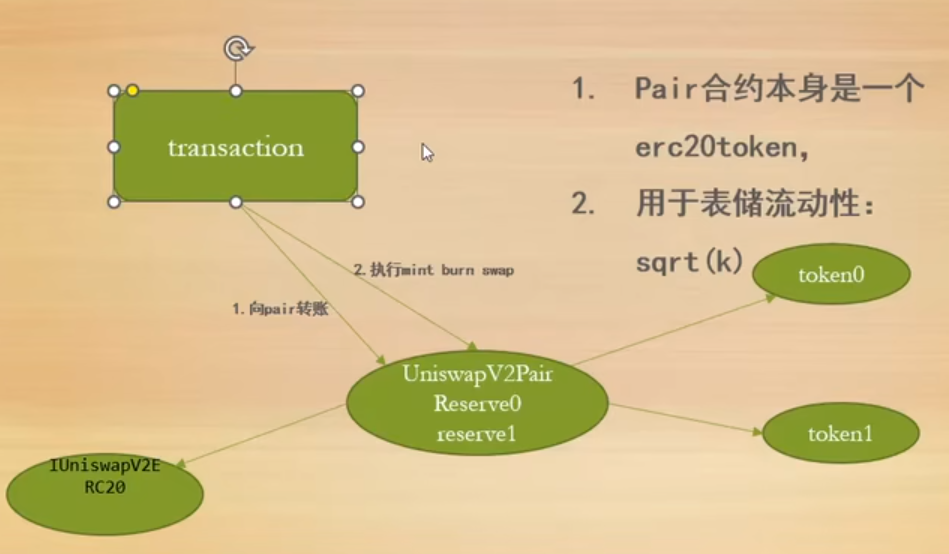 transaction
1. Pair合约本身是一个
erc20token，
2. 用于表储流动性：
sqrt(k)
token0
2.执行mint burn swap
1.向pair转账
UniswapV2Pair
Reserve0
reserve1
token1
IUniswapV2E
RC20